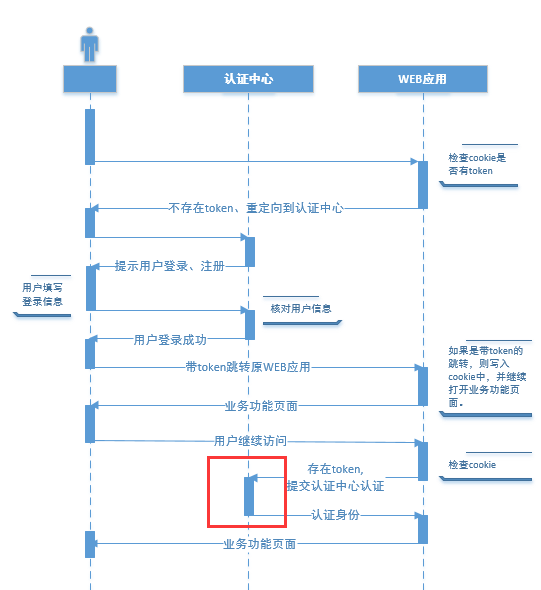 认证中心
WEB应用
检查cookie是
否有token
不存在token、重定向到认证中心
提示用户登录、注册
用户填写
登录信息
核对用户信息
用户登录成功
带token跳转原WEB应用
如果是带token的
跳转，则写入
cookie中，并继续
打开业务功能页
面。
业务功能页面
用户继续访问
存在token,
提交认证中心认证
检查cookie
认证身份
业务功能页面